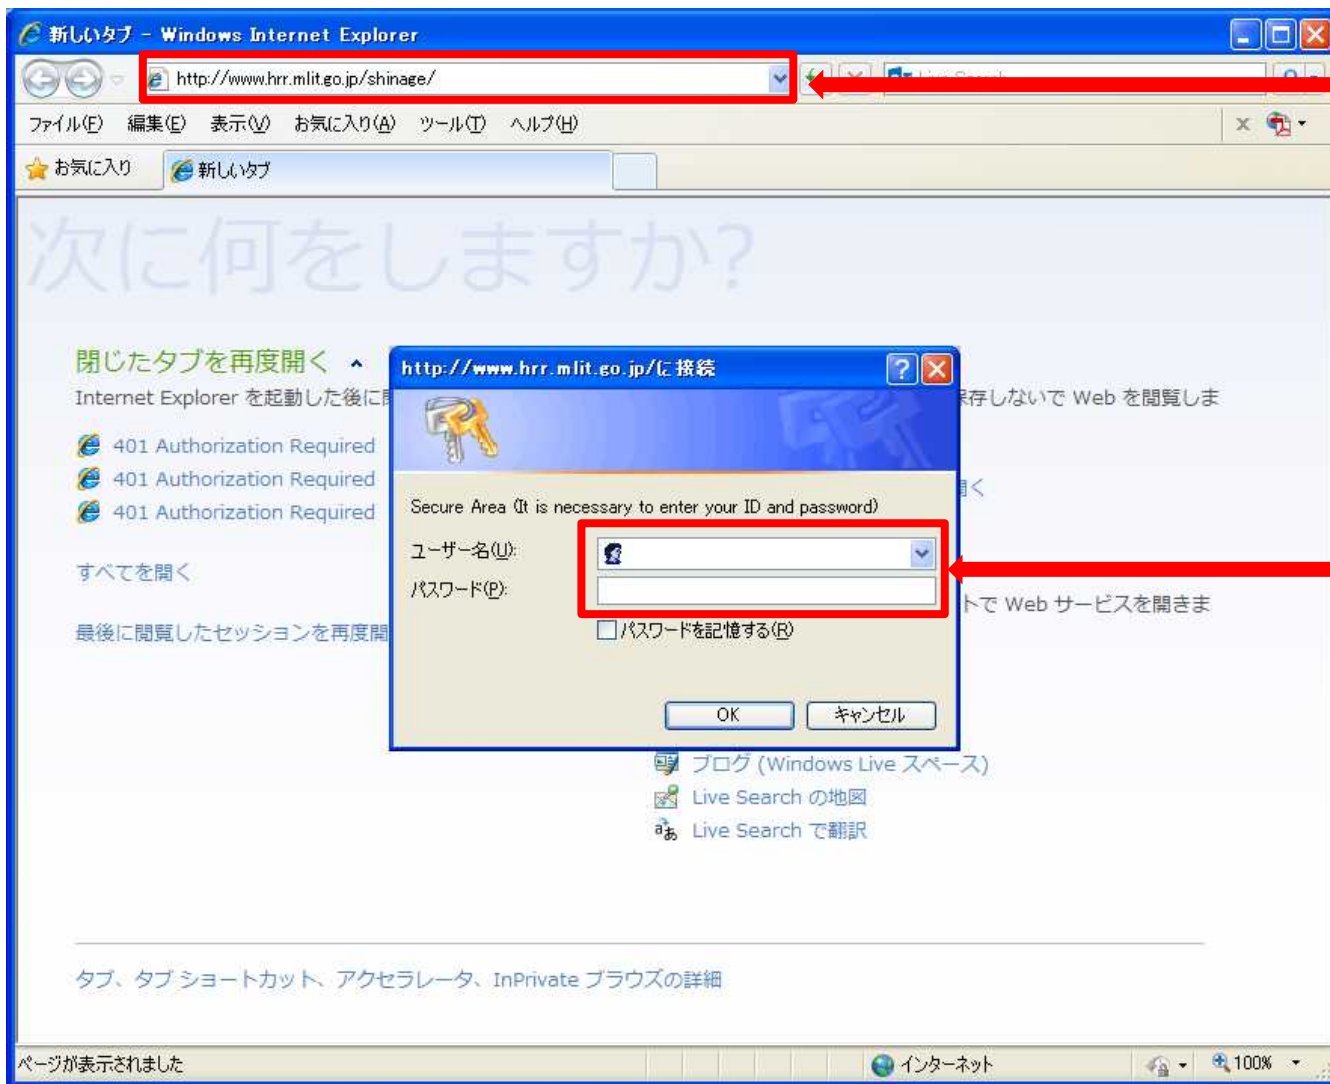 新しいタブ - Windows Internet Explorer
http://www.hrr.mlit.go.jp/shinage/
Live Search
ファイル(F) 編集(E) 表示(V) お気に入り(A) ツール(T) ヘルプ(H)
x
お気に入り 新しいタブ
次に何をしますか?
閉じたタブを再度開く
Internet Explorer を起動した後に
存しないで Web を閲覧しま
401 Authorization Required
401 Authorization Required
401 Authorization Required
すべてを開く
最後に閲覧したセッションを再度開
http://www.hrr.mlit.go.jp/に接続
Secure Area (It is necessary to enter your ID and password)
ユーザー名(U):
パスワード(P):
パスワードを記憶する(R)
OK キャンセル
く
トで Web サービスを開きま
ブログ (Windows Live スペース)
Live Search の地図
Live Search で翻訳
タブ、タブ ショートカット、アクセラレータ、InPrivate ブラウズの詳細
ページが表示されました インターネット 100%